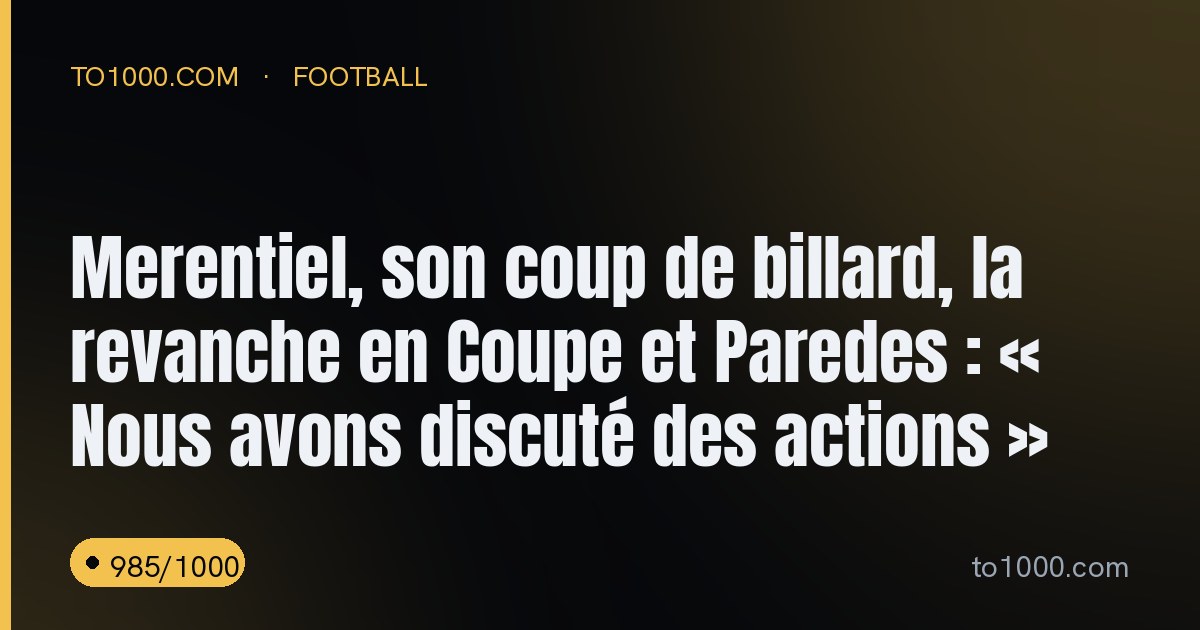 TO1000.COM · FOOTBALL
Merentiel, son coup de billard, la
revanche en Coupe et Paredes : «
Nous avons discuté des actions »
985/1000
to1000.com